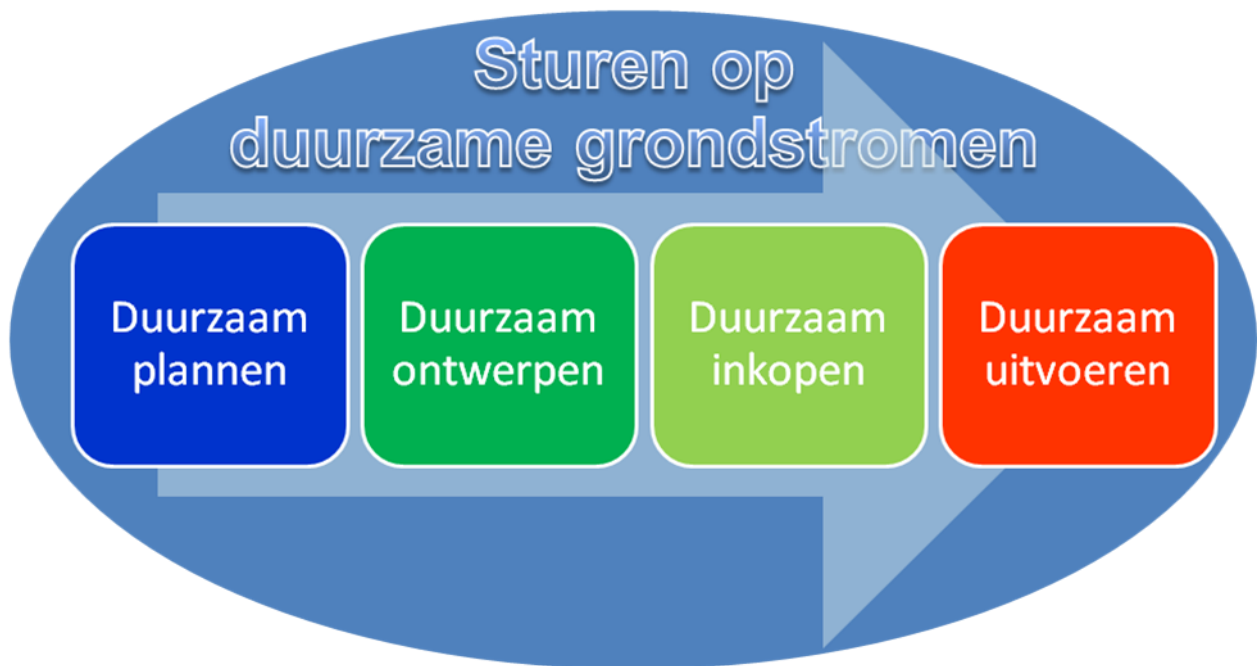 Sturen op
duurzame grondstromen
Duurzaam
plannen
Duurzaam
ontwerpen
Duurzaam
inkopen
Duurzaam
uitvoeren